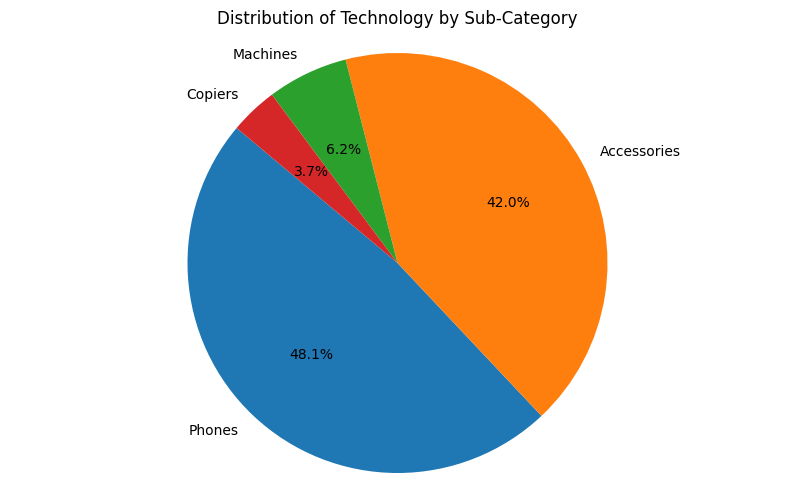 Distribution of Technology by Sub-Category
Machines
Copiers
6.2%
Accessories
3.7%
42.0%
48.1%
Phones